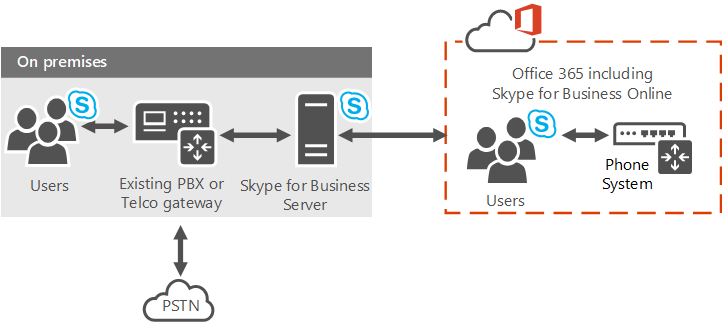 On premises
Office 365 including
Skype for Business Online
S
S
S
Users
Existing PBX or
Telco gateway
Skype for Business
Server
Users
Phone
System
PSTN